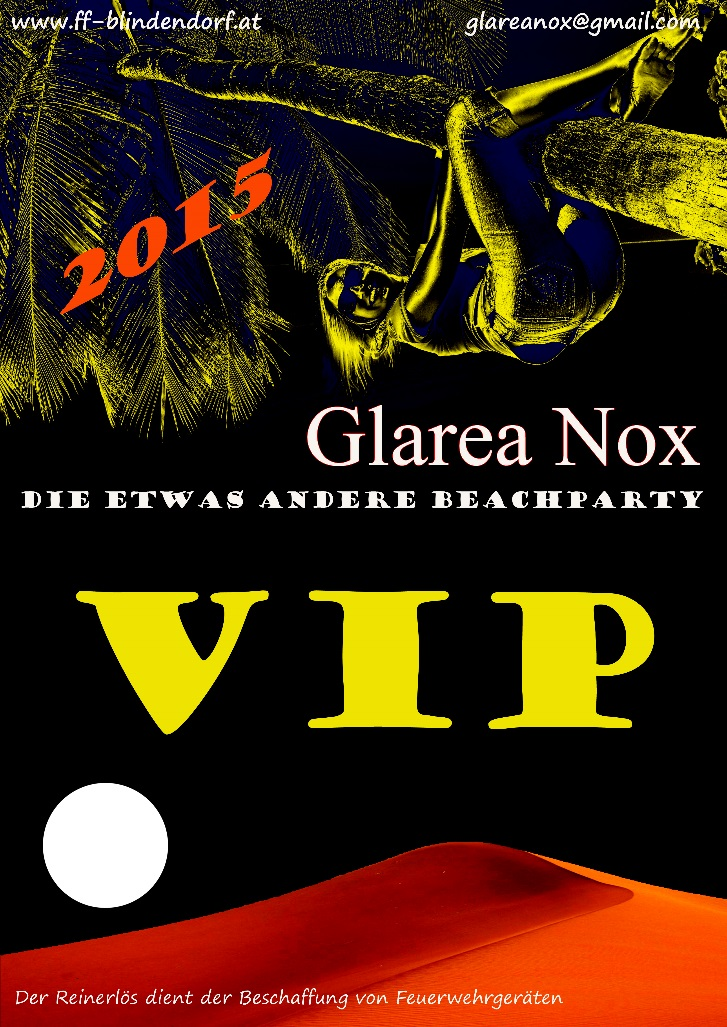 www.ff-blindendorf.at
glareanox@gmail.com
2015
Glarea Nox
DIE ETWAS ANDERE BEACHPARTY
VIP
Der Reinerlös dient der Beschaffung von Feuerwehrgeräten